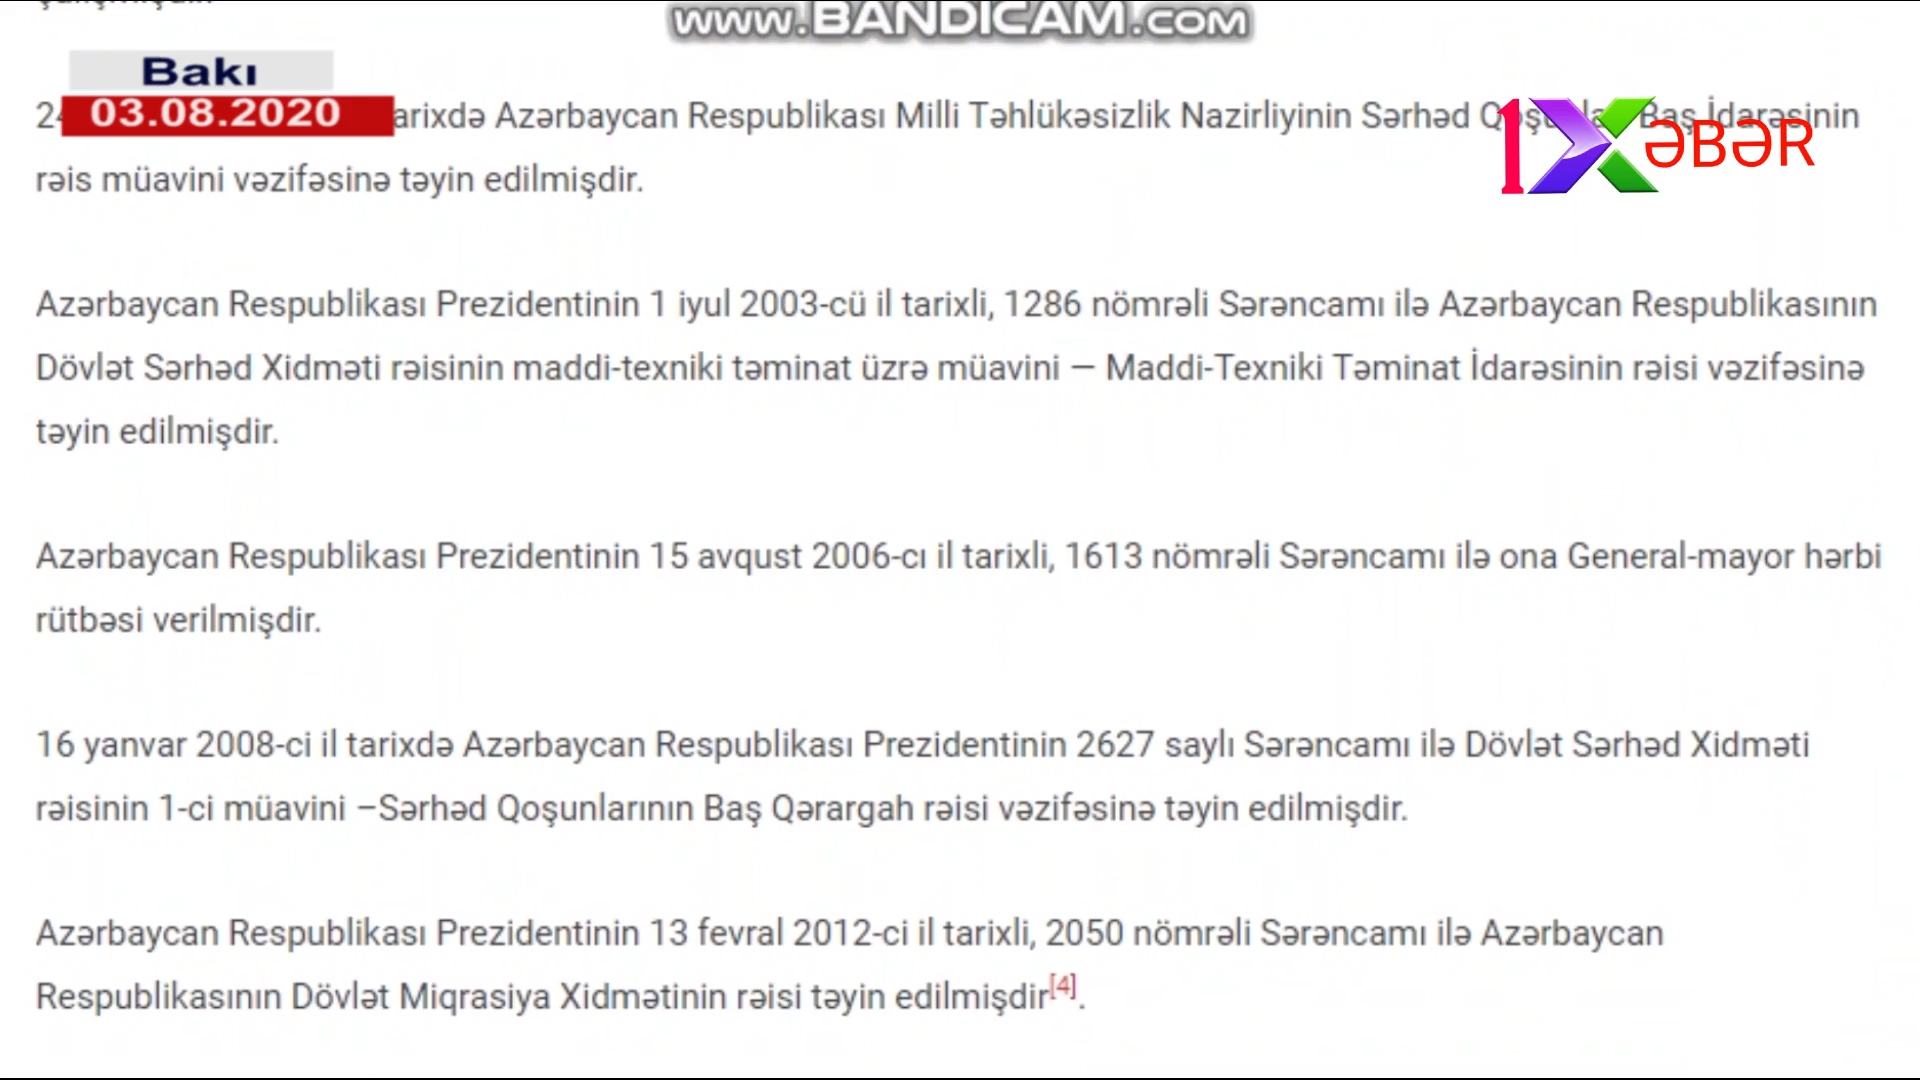 www.BANDICAM.com
Bakı
03.08.2020
Azərbaycan Respublikası Milli Təhlükəsizlik Nazirliyinin Sərhəd Baş İdarəsinin
1XƏBƏR
rəis müavini vəzifəsinə təyin edilmişdir.
Azərbaycan Respublikası Prezidentinin 1 iyul 2003-cü il tarixli, 1286 nömrəli Sərəncamı ilə Azərbaycan Respublikasının
Dövlət Sərhəd Xidməti rəisinin maddi-texniki təminat üzrə müavini — Maddi-Texniki Təminat İdarəsinin rəisi vəzifəsinə
təyin edilmişdir.
Azərbaycan Respublikası Prezidentinin 15 avqust 2006-cı il tarixli, 1613 nömrəli Sərəncamı ilə ona General-mayor hərbi
rütbəsi verilmişdir.
16 yanvar 2008-ci il tarixdə Azərbaycan Respublikası Prezidentinin 2627 saylı Sərəncamı ilə Dövlət Sərhəd Xidməti
rəisinin 1-ci müavini –Sərhəd Qoşunlarının Baş Qərargah rəisi vəzifəsinə təyin edilmişdir.
Azərbaycan Respublikası Prezidentinin 13 fevral 2012-ci il tarixli, 2050 nömrəli Sərəncamı ilə Azərbaycan
Respublikasının Dövlət Miqrasiya Xidmətinin rəisi təyin edilmişdir[4].